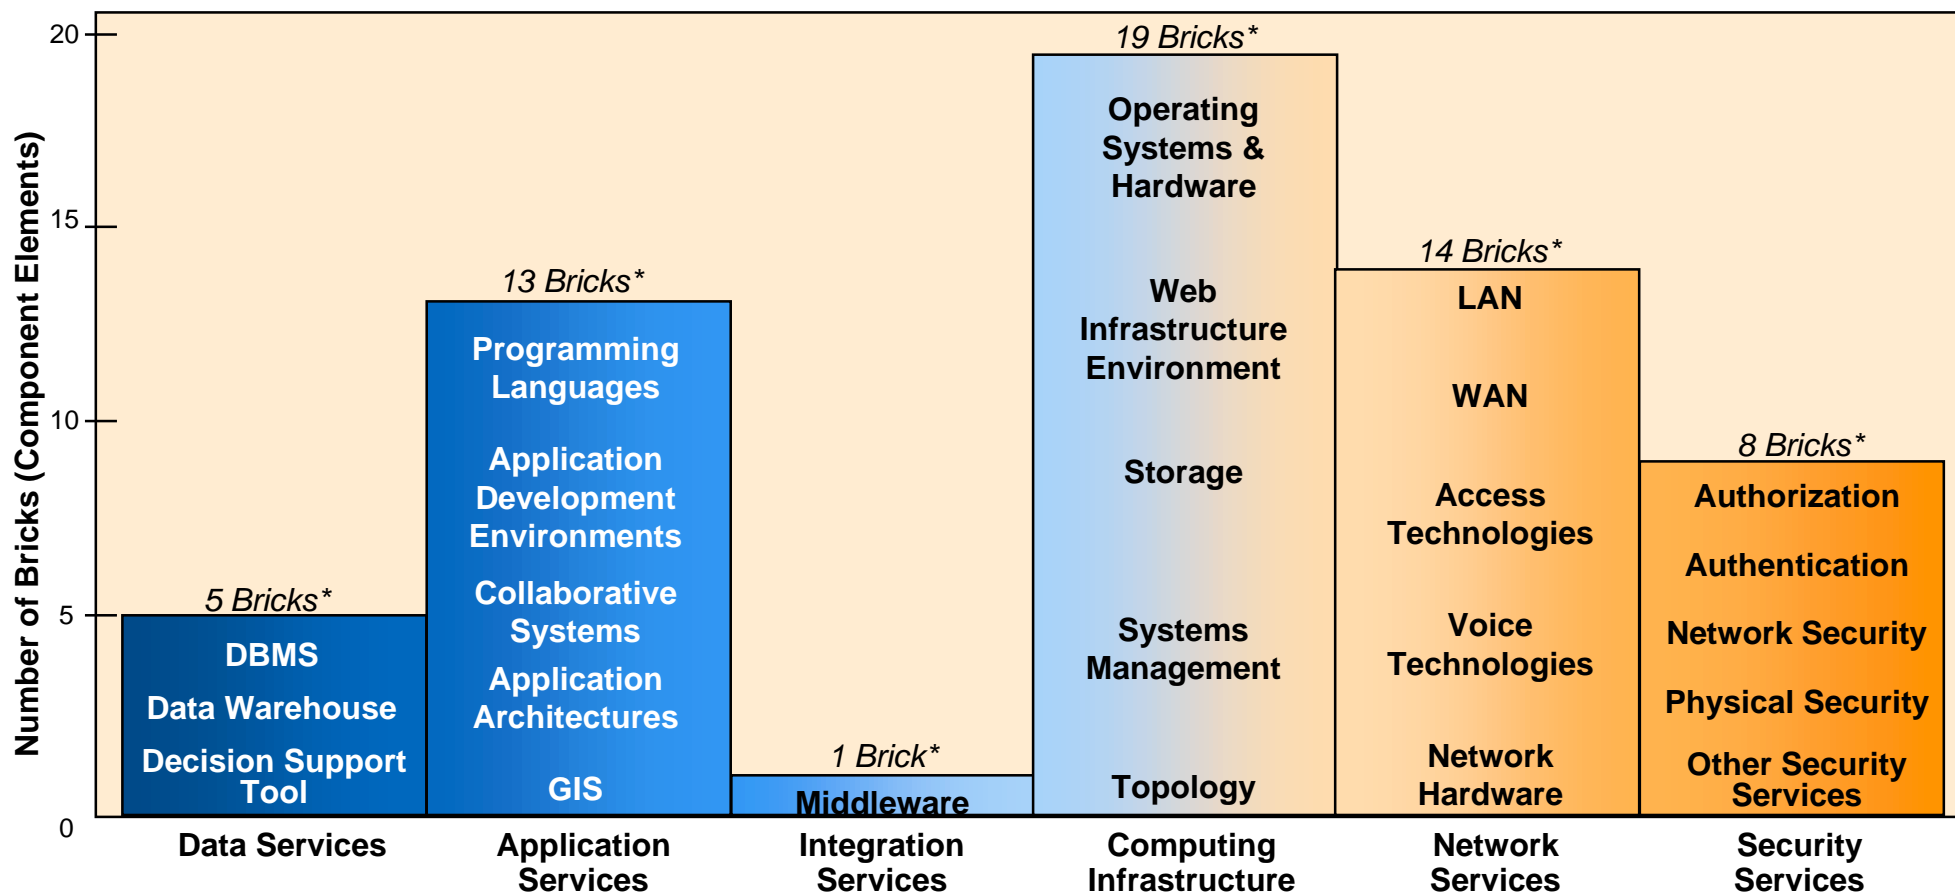 Number of Bricks (Component Elements)
20
15
10
5
0
5 Bricks*
DBMS
Data Warehouse
Decision Support
Tool
Data Services
13 Bricks*
Programming
Languages
Application
Development
Environments
Collaborative
Systems
Application
Architectures
GIS
Application
Services
1 Brick*
Middleware
Integration
Services
19 Bricks*
Operating
Systems &
Hardware
Web
Infrastructure
Environment
Storage
Systems
Management
Topology
Computing
Infrastructure
14 Bricks*
LAN
WAN
Access
Technologies
Voice
Technologies
Network
Hardware
Network
Services
8 Bricks*
Authorization
Authentication
Network Security
Physical Security
Other Security
Services
Security
Services